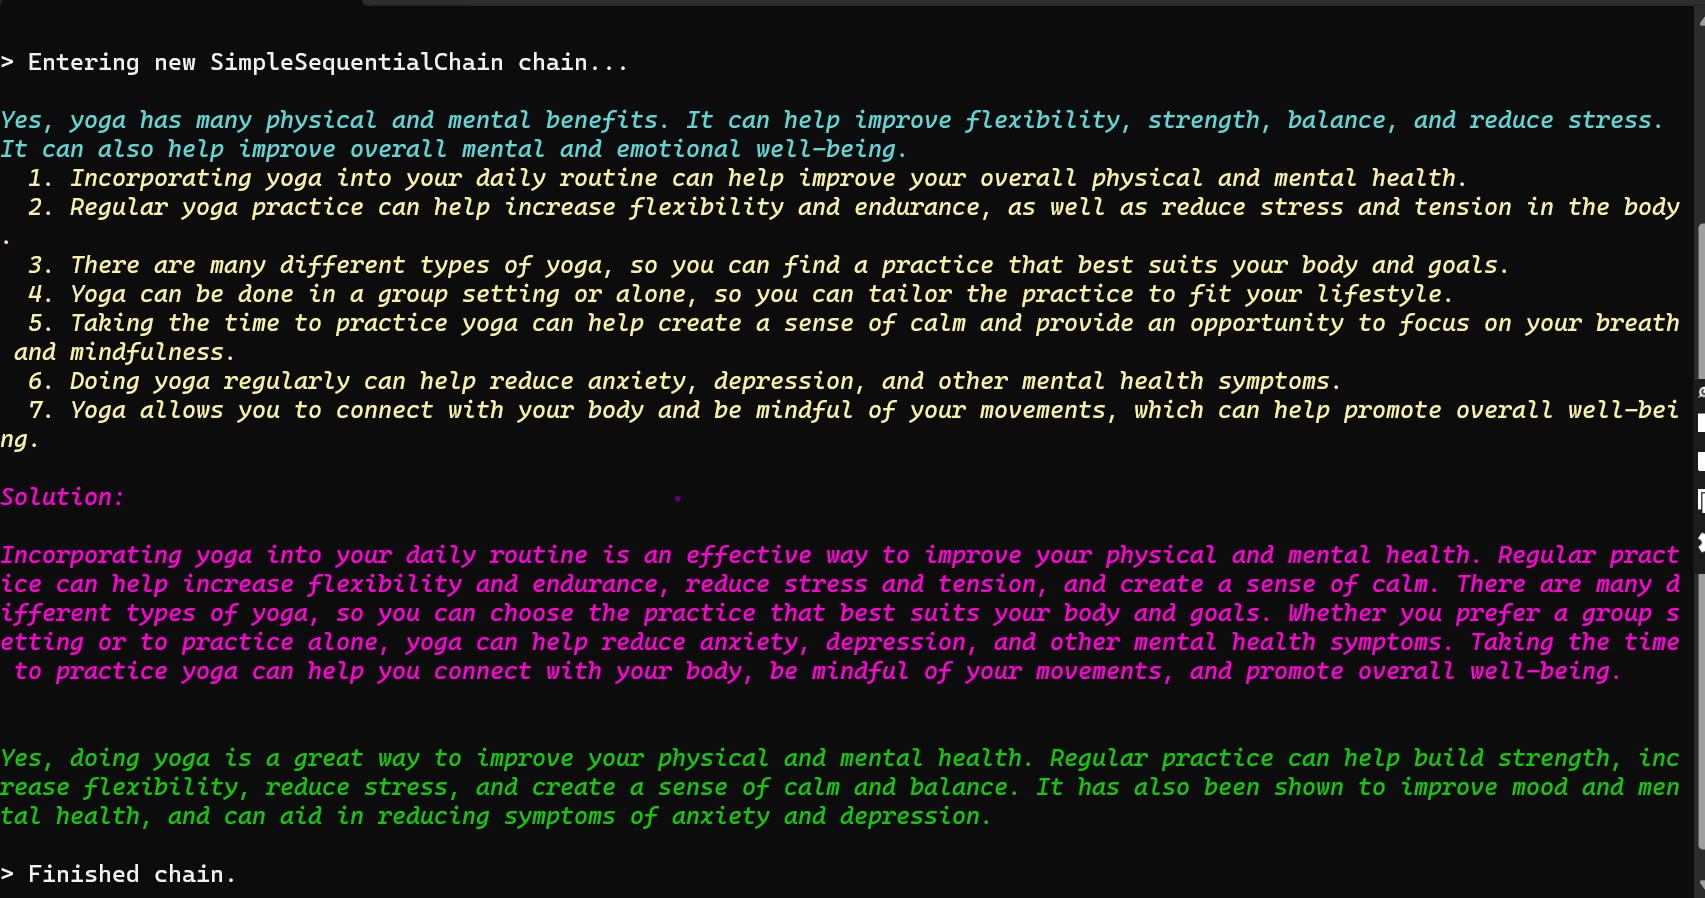 > Entering new SimpleSequentialChain chain...
Yes, yoga has many physical and mental benefits. It can help improve flexibility, strength, balance, and reduce stress.
It can also help improve overall mental and emotional well-being.
1. Incorporating yoga into your daily routine can help improve your overall physical and mental health.
2. Regular yoga practice can help increase flexibility and endurance, as well as reduce stress and tension in the body
.
3. There are many different types of yoga, so you can find a practice that best suits your body and goals.
4. Yoga can be done in a group setting or alone, so you can tailor the practice to fit your lifestyle.
5. Taking the time to practice yoga can help create a sense of calm and provide an opportunity to focus on your breath
and mindfulness.
6. Doing yoga regularly can help reduce anxiety, depression, and other mental health symptoms.
7. Yoga allows you to connect with your body and be mindful of your movements, which can help promote overall well-bei
ng.
Solution:
Incorporating yoga into your daily routine is an effective way to improve your physical and mental health. Regular pract
ice can help increase flexibility and endurance, reduce stress and tension, and create a sense of calm. There are many d
ifferent types of yoga, so you can choose the practice that best suits your body and goals. Whether you prefer a group s
etting or to practice alone, yoga can help reduce anxiety, depression, and other mental health symptoms. Taking the time
to practice yoga can help you connect with your body, be mindful of your movements, and promote overall well-being.
Yes, doing yoga is a great way to improve your physical and mental health. Regular practice can help build strength, inc
rease flexibility, reduce stress, and create a sense of calm and balance. It has also been shown to improve mood and men
tal health, and can aid in reducing symptoms of anxiety and depression.
> Finished chain.